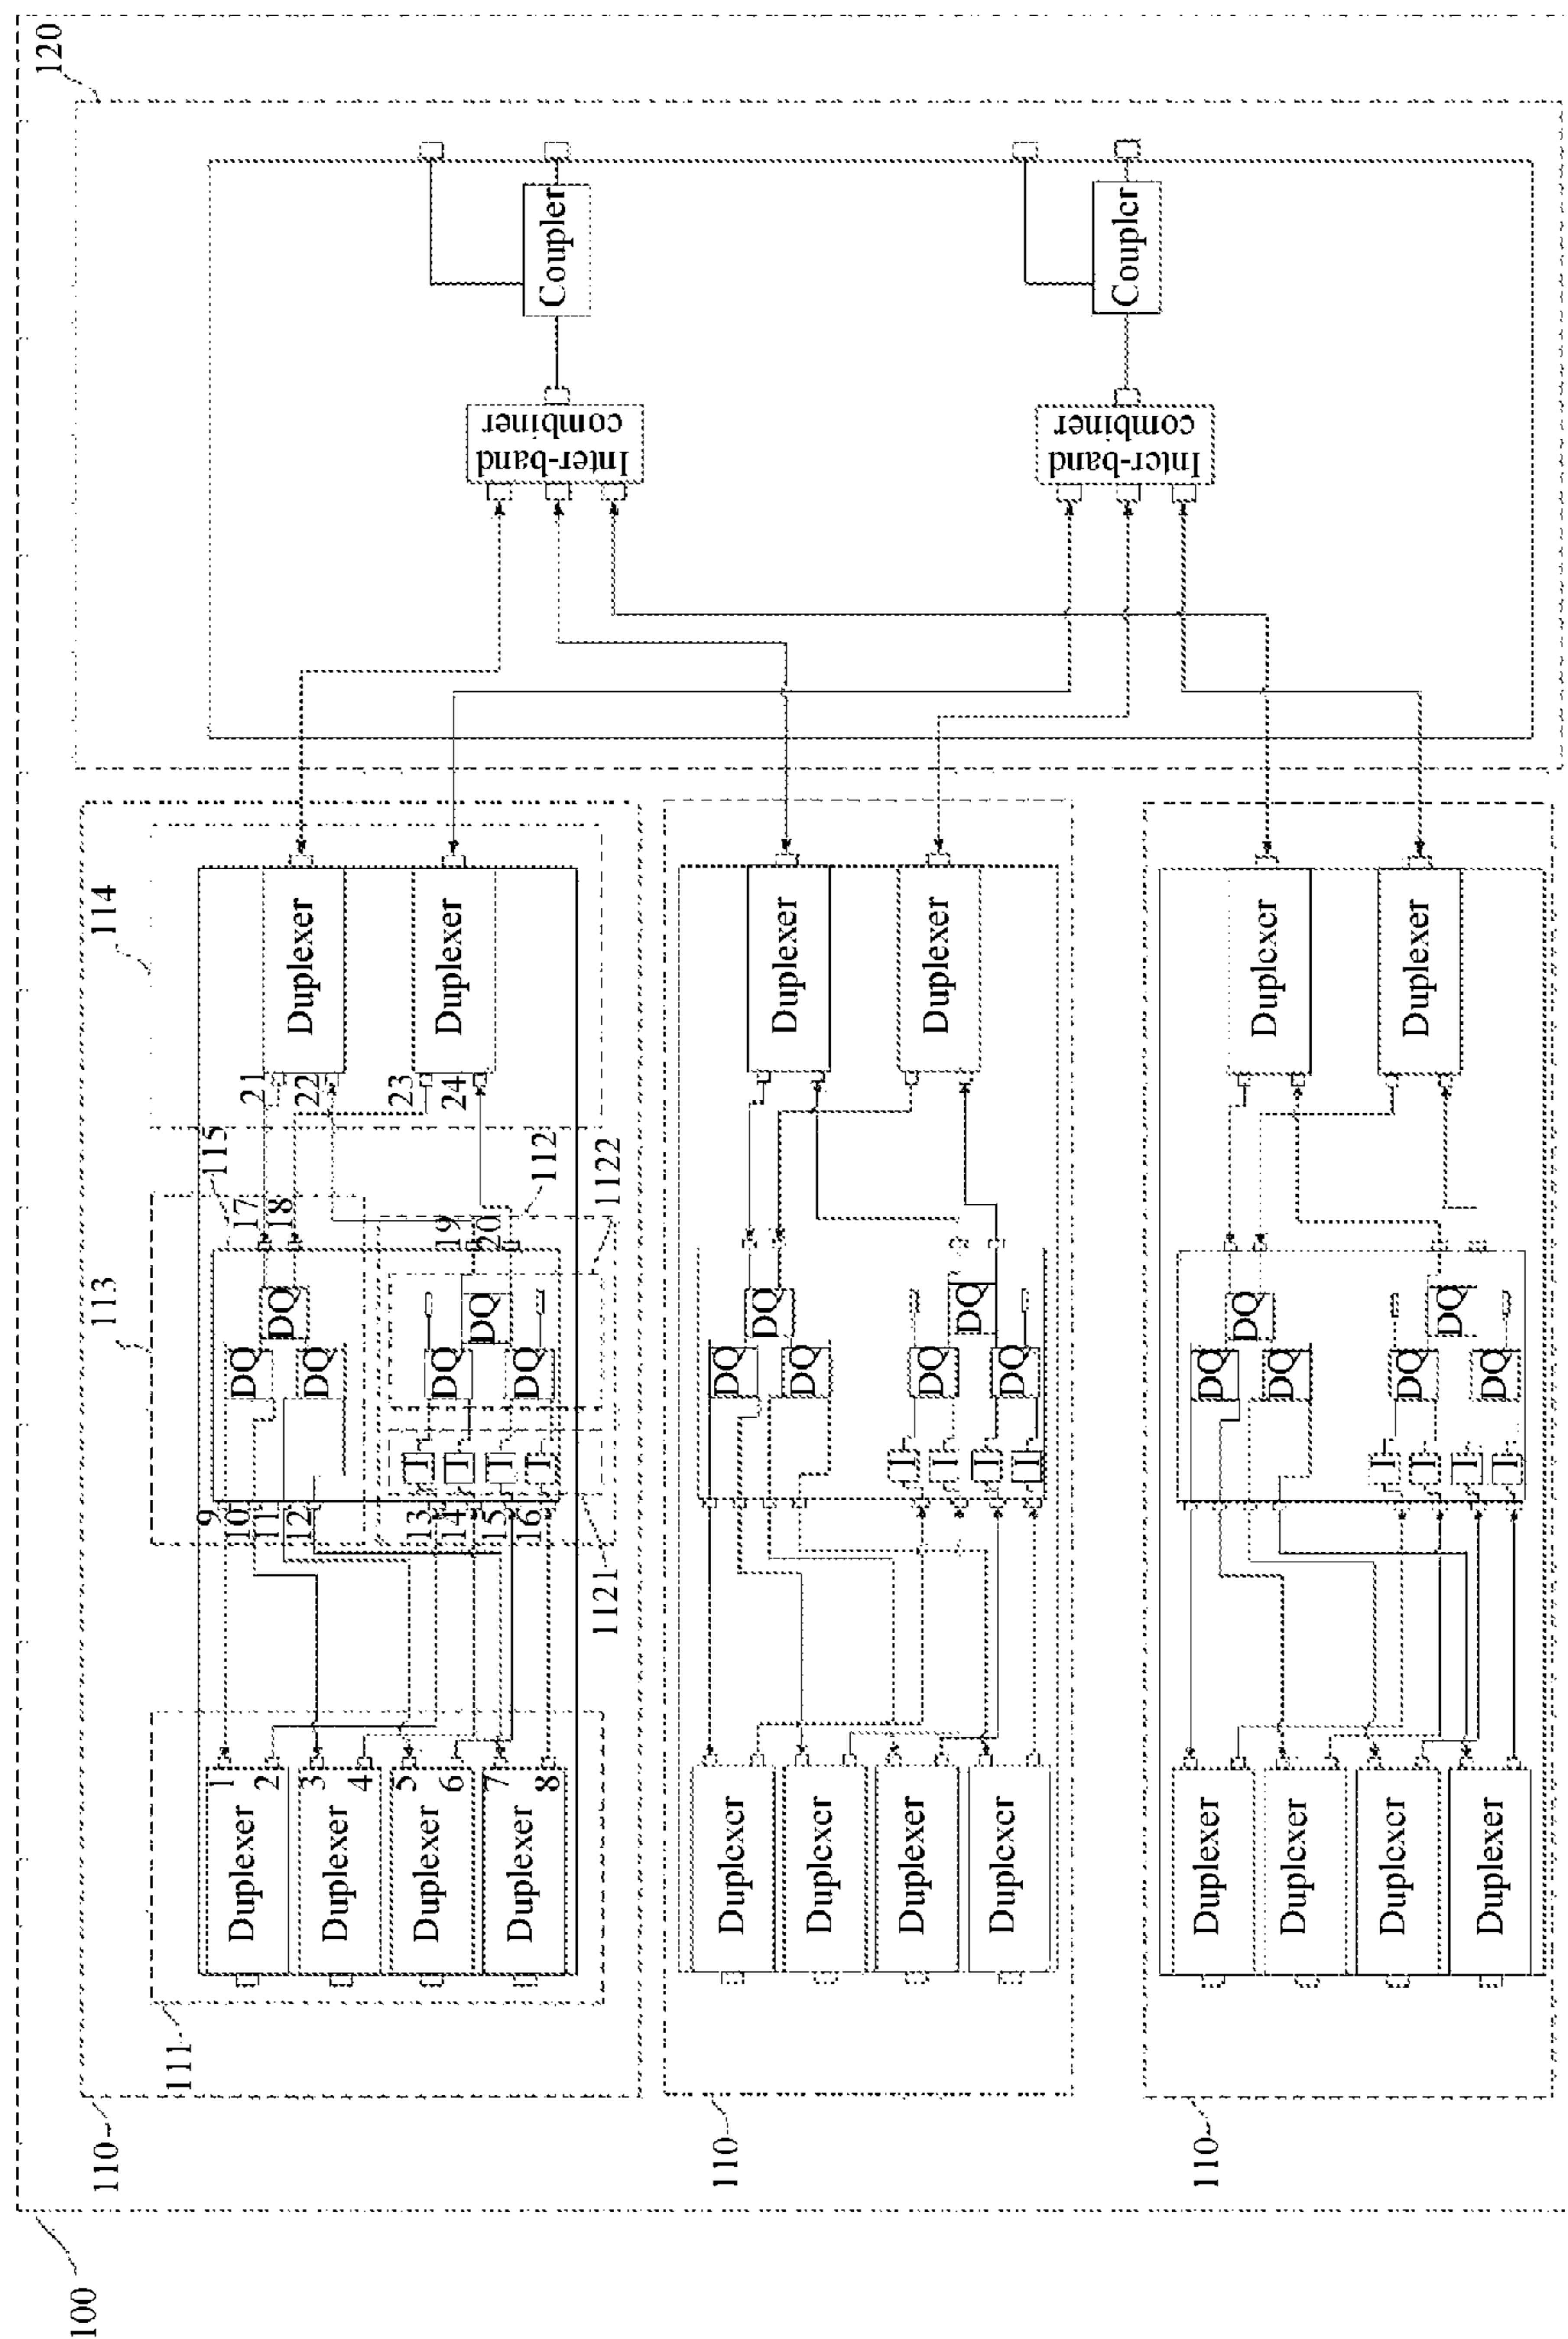 100
110
111
Duplexer
Duplexer
Duplexer
Duplexer
1
2
3
4
5
6
7
8
113
9
10
11
12
13
14
15
16
1121
T
T
T
T
DQ
DQ
DQ
DQ
DQ
DQ
115
17
18
19
20
112
1122
114
21
22
23
24
Duplexer
Duplexer
110
Duplexer
Duplexer
Duplexer
Duplexer
T
T
T
T
DQ
DQ
DQ
DQ
DQ
DQ
Duplexer
Duplexer
110
Duplexer
Duplexer
Duplexer
Duplexer
T
T
T
T
DQ
DQ
DQ
DQ
DQ
DQ
Duplexer
Duplexer
120
Inter-band
combiner
Coupler
Inter-band
combiner
Coupler